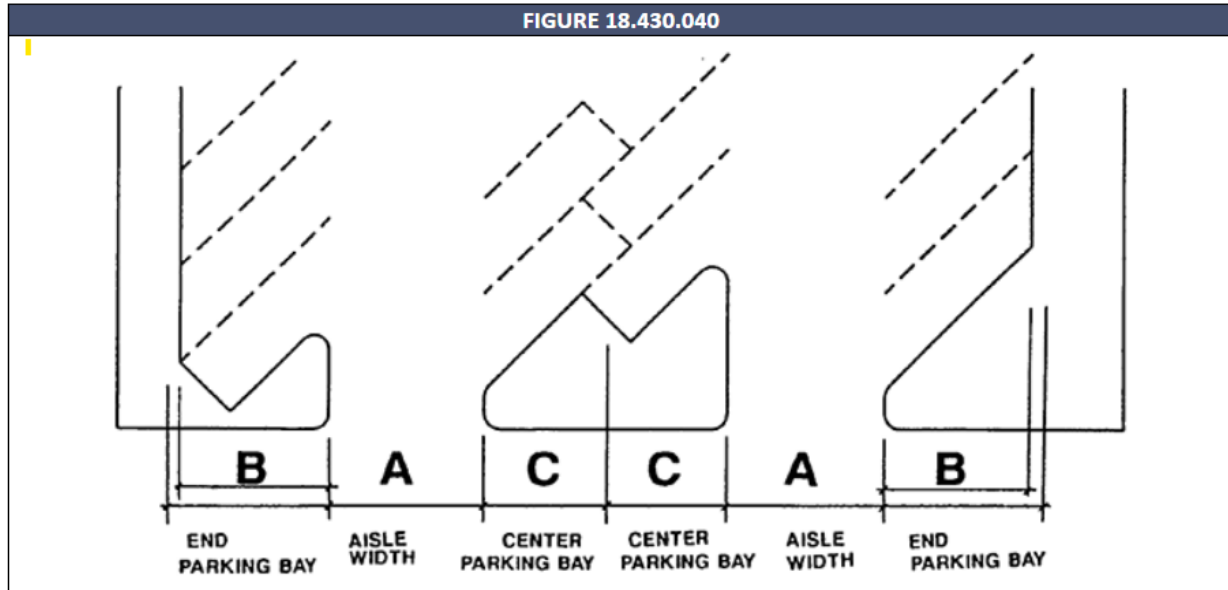 FIGURE 18.430.040
B A C C A B
END PARKING BAY
AISLE WIDTH
CENTER PARKING BAY
CENTER PARKING BAY
AISLE WIDTH
END PARKING BAY